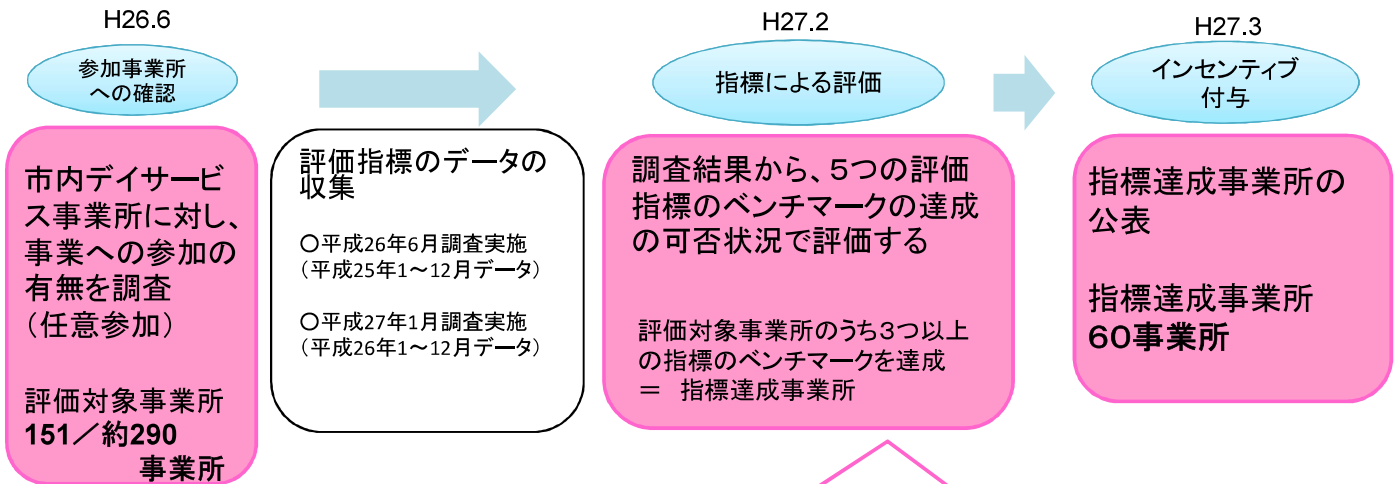 H26.6
参加事業所
への確認
市内デイサービ
ス事業所に対し、
事業への参加の
有無を調査
（任意参加）
評価対象事業所
151／約290
事業所
評価指標のデータの
収集
○平成26年6月調査実施
（平成25年1～12月データ）
○平成27年1月調査実施
（平成26年1～12月データ）
H27.2
指標による評価
調査結果から、５つの評価
指標のベンチマークの達成
の可否状況で評価する
評価対象事業所のうち３つ以上
の指標のベンチマークを達成
＝　指標達成事業所
H27.3
インセンティブ
付与
指標達成事業所の
公表
指標達成事業所
６０事業所